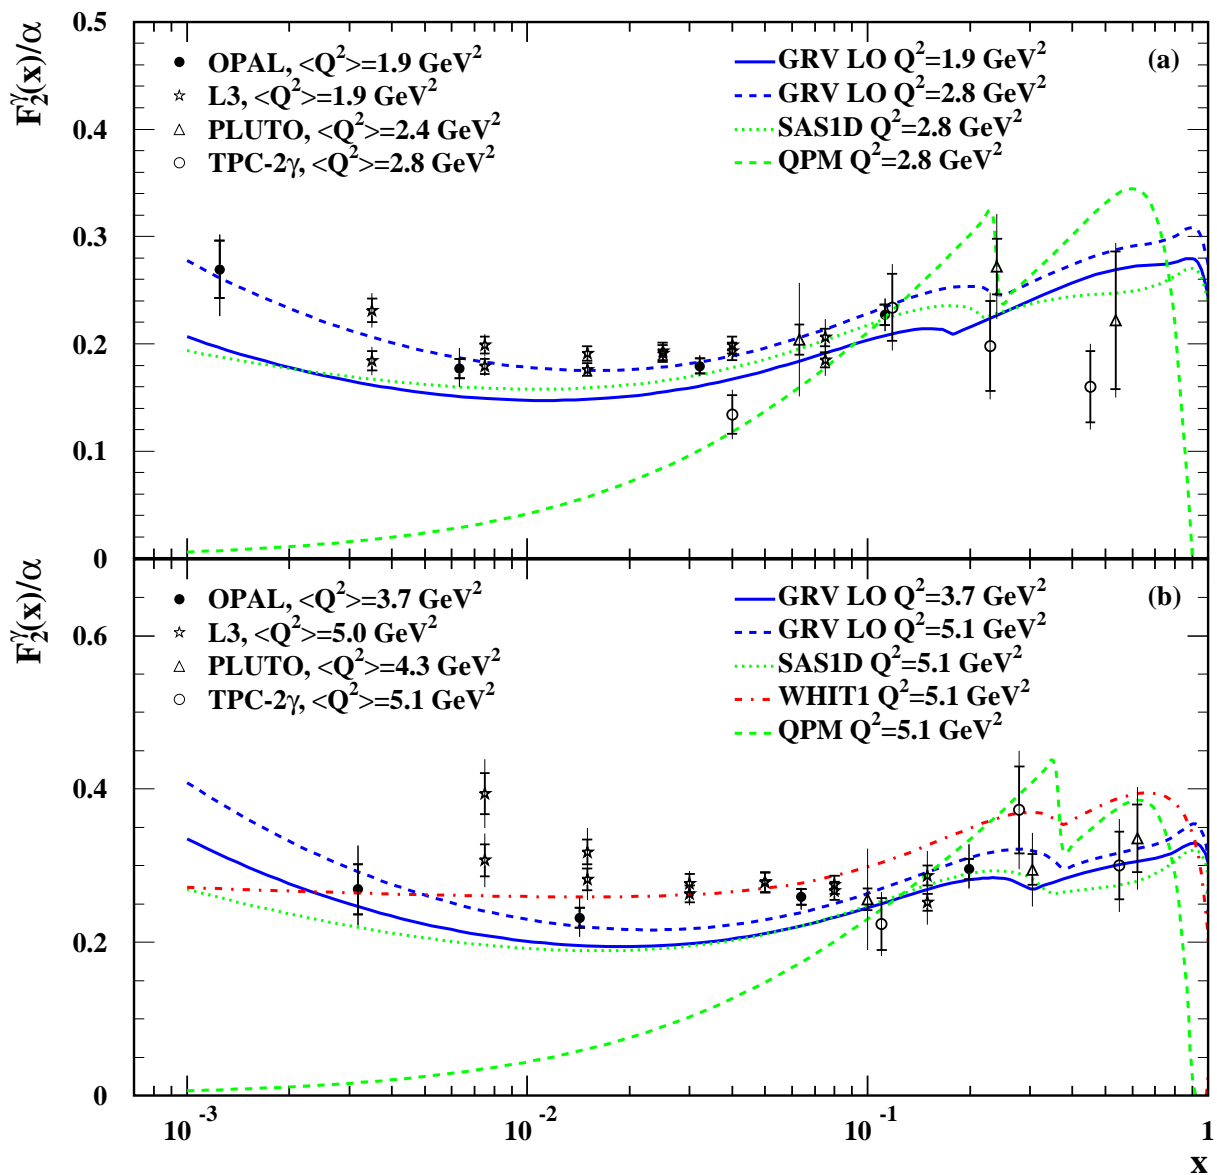 F₂^γ(x)/α
0.5
0.4
0.3
0.2
0.1
0
OPAL, <Q²>=1.9 GeV²
L3, <Q²>=1.9 GeV²
PLUTO, <Q²>=2.4 GeV²
TPC-2γ, <Q²>=2.8 GeV²
GRV LO Q²=1.9 GeV²
GRV LO Q²=2.8 GeV²
SAS1D Q²=2.8 GeV²
QPM Q²=2.8 GeV²
(a)
F₂^γ(x)/α
0.6
0.4
0.2
0
OPAL, <Q²>=3.7 GeV²
L3, <Q²>=5.0 GeV²
PLUTO, <Q²>=4.3 GeV²
TPC-2γ, <Q²>=5.1 GeV²
GRV LO Q²=3.7 GeV²
GRV LO Q²=5.1 GeV²
SAS1D Q²=5.1 GeV²
WHIT1 Q²=5.1 GeV²
QPM Q²=5.1 GeV²
(b)
10⁻³ 10⁻² 10⁻¹ 1
x